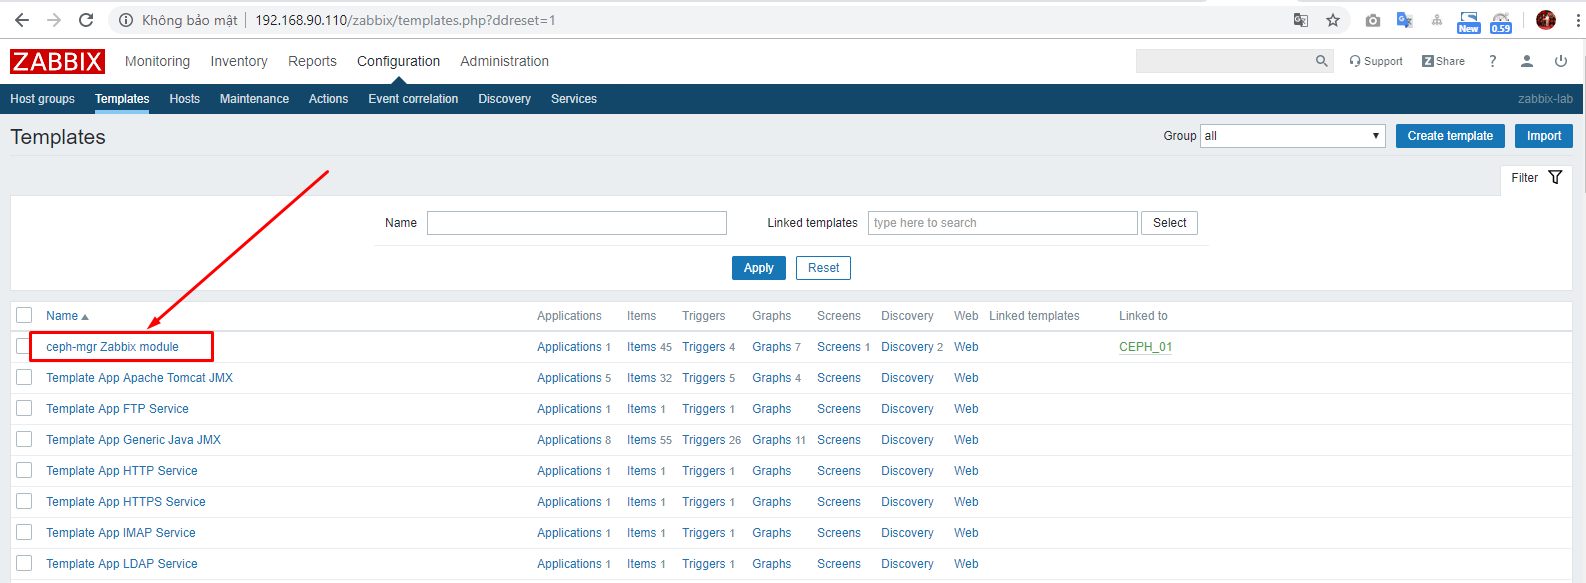 Không bảo mật 192.168.90.110/zabbix/templates.php?ddreset=1 New 0.59
ZABBIX Monitoring Inventory Reports Configuration Administration Support Z Share ?
Host groups Templates Hosts Maintenance Actions Event correlation Discovery Services zabbix-lab
Templates Group all Create template Import
Filter
Name Linked templates type here to search Select
Apply Reset
Name Applications Items Triggers Graphs Screens Discovery Web Linked templates Linked to
ceph-mgr Zabbix module Applications 1 Items 45 Triggers 4 Graphs 7 Screens 1 Discovery 2 Web CEPH_01
Template App Apache Tomcat JMX Applications 5 Items 32 Triggers 5 Graphs 4 Screens Discovery Web
Template App FTP Service Applications 1 Items 1 Triggers 1 Graphs Screens Discovery Web
Template App Generic Java JMX Applications 8 Items 55 Triggers 26 Graphs 11 Screens Discovery Web
Template App HTTP Service Applications 1 Items 1 Triggers 1 Graphs Screens Discovery Web
Template App HTTPS Service Applications 1 Items 1 Triggers 1 Graphs Screens Discovery Web
Template App IMAP Service Applications 1 Items 1 Triggers 1 Graphs Screens Discovery Web
Template App LDAP Service Applications 1 Items 1 Triggers 1 Graphs Screens Discovery Web